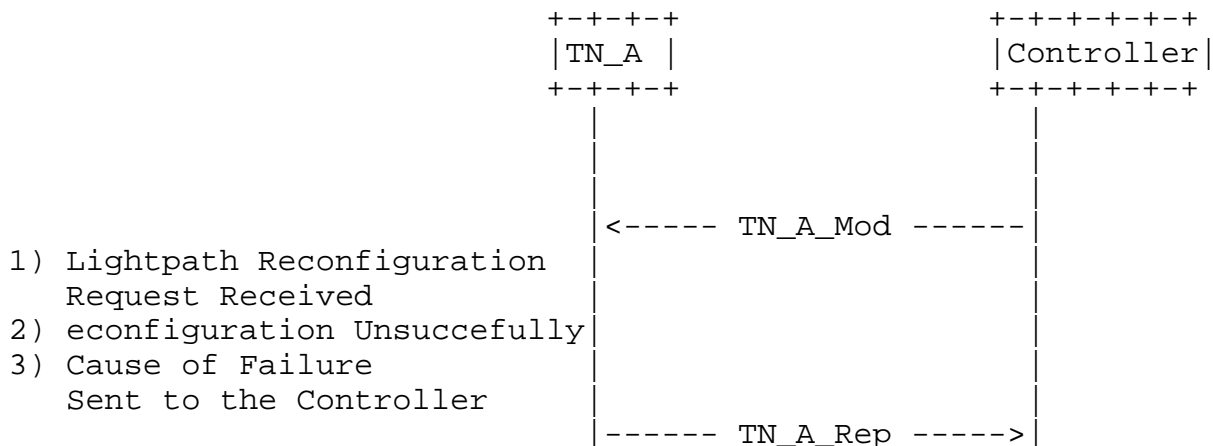 +-+-+-+ +-+-+-+-+-+
|TN_A | |Controller|
+-+-+-+ +-+-+-+-+-+
| |
| |
| |
|<----- TN_A_Mod ------|
1) Lightpath Reconfiguration | |
Request Received | |
2) econfiguration Unsuccefully| |
3) Cause of Failure | |
Sent to the Controller | |
|------ TN_A_Rep ----->|